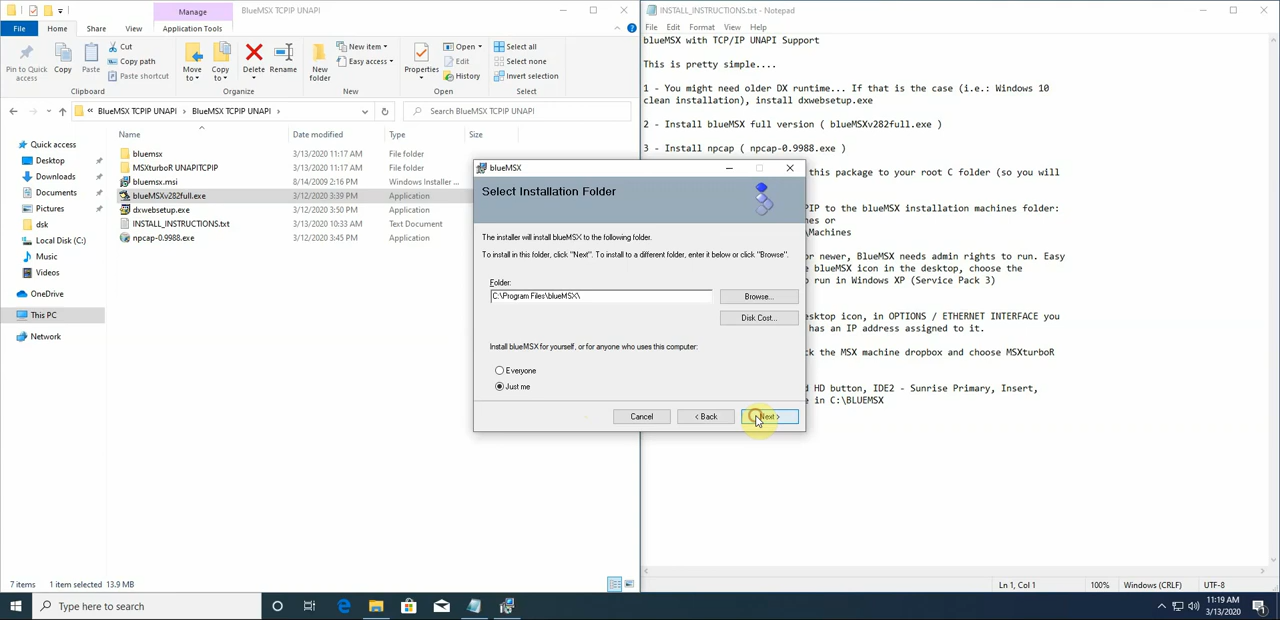 Manage
BlueMSX TCPIP UNAPI
File
Home
Share
View
Application Tools
Pin to Quick access
Copy
Paste
Cut
Copy path
Paste shortcut
Clipboard
Move to
Copy to
Delete
Rename
Organize
New folder
New item
Easy access
New
Properties
Open
Edit
History
Open
Select all
Select none
Invert selection
Select
« BlueMSX TCPIP UNAPI > BlueMSX TCPIP UNAPI >
Search BlueMSX TCPIP UNAPI
Quick access
Desktop
Downloads
Documents
Pictures
dsk
Local Disk (C:)
Music
Videos
OneDrive
This PC
Network
Name Date modified Type Size
bluemsx 3/13/2020 11:17 AM File folder
MSXturboR UNAPITCPIP 3/13/2020 11:17 AM File folder
bluemsx.msi 8/14/2009 2:16 PM Windows Installer ...
blueMSXv282full.exe 3/12/2020 3:39 PM Application
dxwebsetup.exe 3/12/2020 3:50 PM Application
INSTALL_INSTRUCTIONS.txt 3/13/2020 10:33 AM Text Document
npcap-0.9988.exe 3/12/2020 3:45 PM Application
7 items 1 item selected 13.9 MB
blueMSX
Select Installation Folder
The installer will install blueMSX to the following folder.
To install in this folder, click "Next". To install to a different folder, enter it below or click "Browse".
Folder:
C:\Program Files\blueMSX\
Browse...
Disk Cost...
Install blueMSX for yourself, or for anyone who uses this computer:
Everyone
Just me
Cancel
< Back
Next >
INSTALL_INSTRUCTIONS.txt - Notepad
File Edit Format View Help
blueMSX with TCP/IP UNAPI Support
This is pretty simple....
1 - You might need older DX runtime... If that is the case (i.e.: Windows 10
clean installation), install dxwebsetup.exe
2 - Install blueMSX full version ( blueMSXv282full.exe )
3 - Install npcap ( npcap-0.9988.exe )
this package to your root C folder (so you will
PIP to the blueMSX installation machines folder:
nes or
\Machines
or newer, BlueMSX needs admin rights to run. Easy
e blueMSX icon in the desktop, choose the
o run in Windows XP (Service Pack 3)
sktop icon, in OPTIONS / ETHERNET INTERFACE you
has an IP address assigned to it.
ck the MSX machine dropbox and choose MSXturboR
d HD button, IDE2 - Sunrise Primary, Insert,
e in C:\BLUEMSX
Ln 1, Col 1 100% Windows (CRLF) UTF-8
Type here to search
11:19 AM
3/13/2020
1